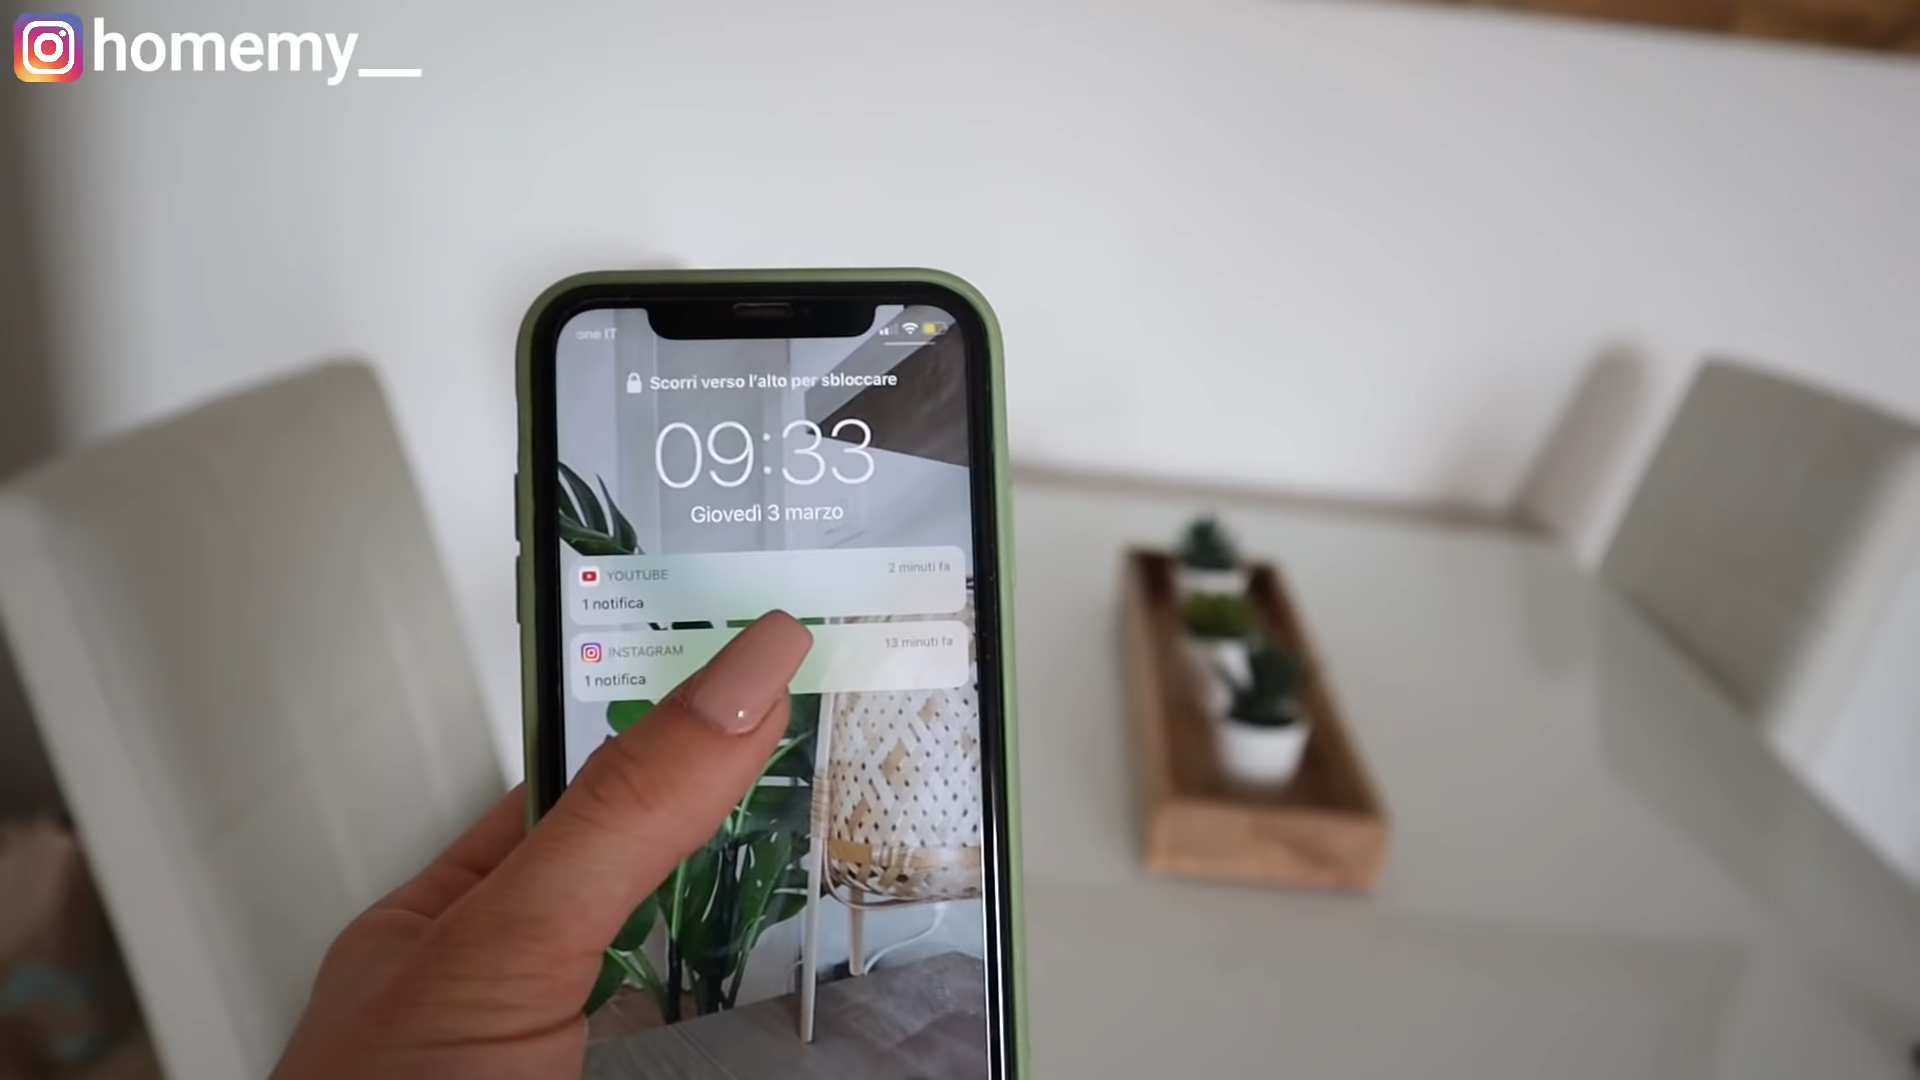 homemy__
one IT
Scorri verso l'alto per sbloccare
09:33
Giovedì 3 marzo
YOUTUBE
2 minuti fa
1 notifica
INSTAGRAM
13 minuti fa
1 notifica